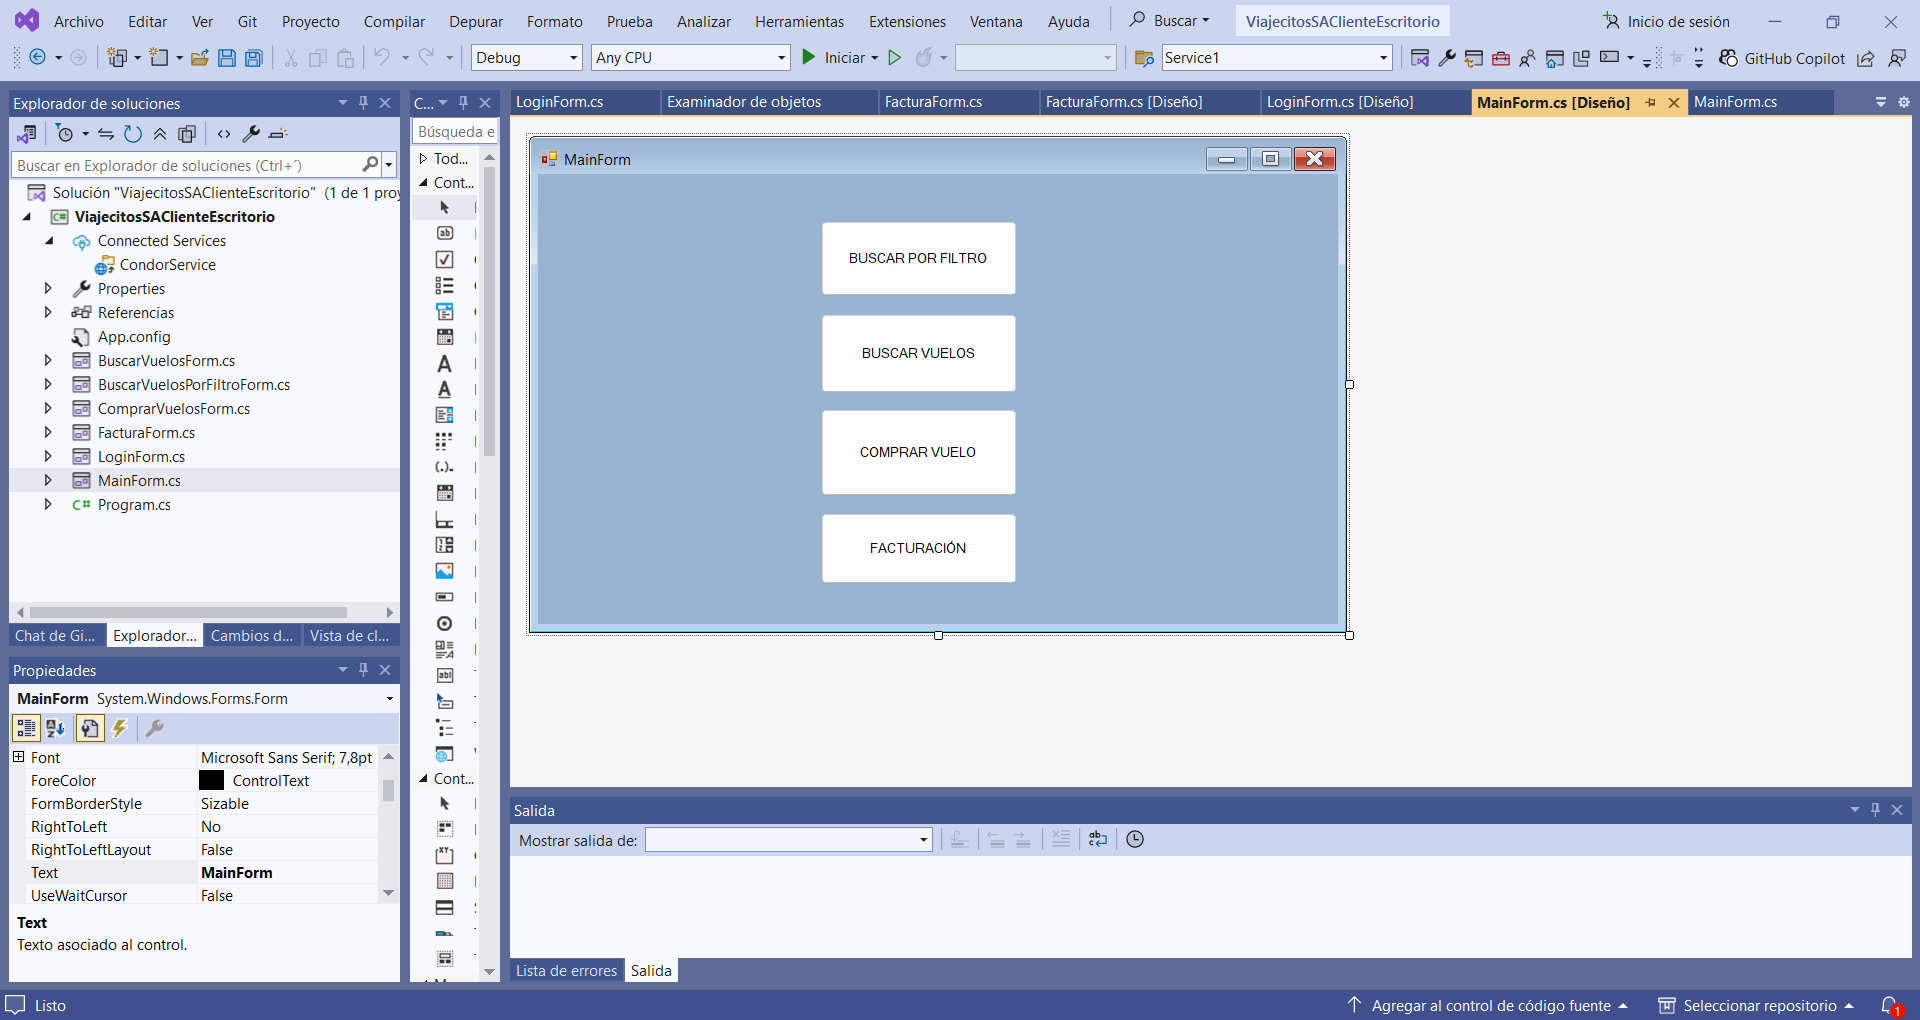 Archivo Editar Ver Git Proyecto Compilar Depurar Formato Prueba Analizar Herramientas Extensiones Ventana Ayuda Buscar ViajecitosSAClienteEscritorio Inicio de sesión
Debug Any CPU Iniciar Service1 GitHub Copilot
Explorador de soluciones
Buscar en Explorador de soluciones (Ctrl+´)
Solución "ViajecitosSAClienteEscritorio" (1 de 1 proy
ViajecitosSAClienteEscritorio
Connected Services
CondorService
Properties
Referencias
App.config
BuscarVuelosForm.cs
BuscarVuelosPorFiltroForm.cs
ComprarVuelosForm.cs
FacturaForm.cs
LoginForm.cs
MainForm.cs
C# Program.cs
Chat de Gi... Explorador... Cambios d... Vista de cl...
Propiedades
MainForm System.Windows.Forms.Form
Font Microsoft Sans Serif; 7,8pt
ForeColor ControlText
FormBorderStyle Sizable
RightToLeft No
RightToLeftLayout False
Text MainForm
UseWaitCursor False
Text
Texto asociado al control.
C...
Búsqueda e
Tod...
Cont...
Cont...
LoginForm.cs Examinador de objetos FacturaForm.cs FacturaForm.cs [Diseño] LoginForm.cs [Diseño] MainForm.cs [Diseño] MainForm.cs
MainForm
BUSCAR POR FILTRO
BUSCAR VUELOS
COMPRAR VUELO
FACTURACIÓN
Salida
Mostrar salida de:
Lista de errores Salida
Listo Agregar al control de código fuente Seleccionar repositorio 1